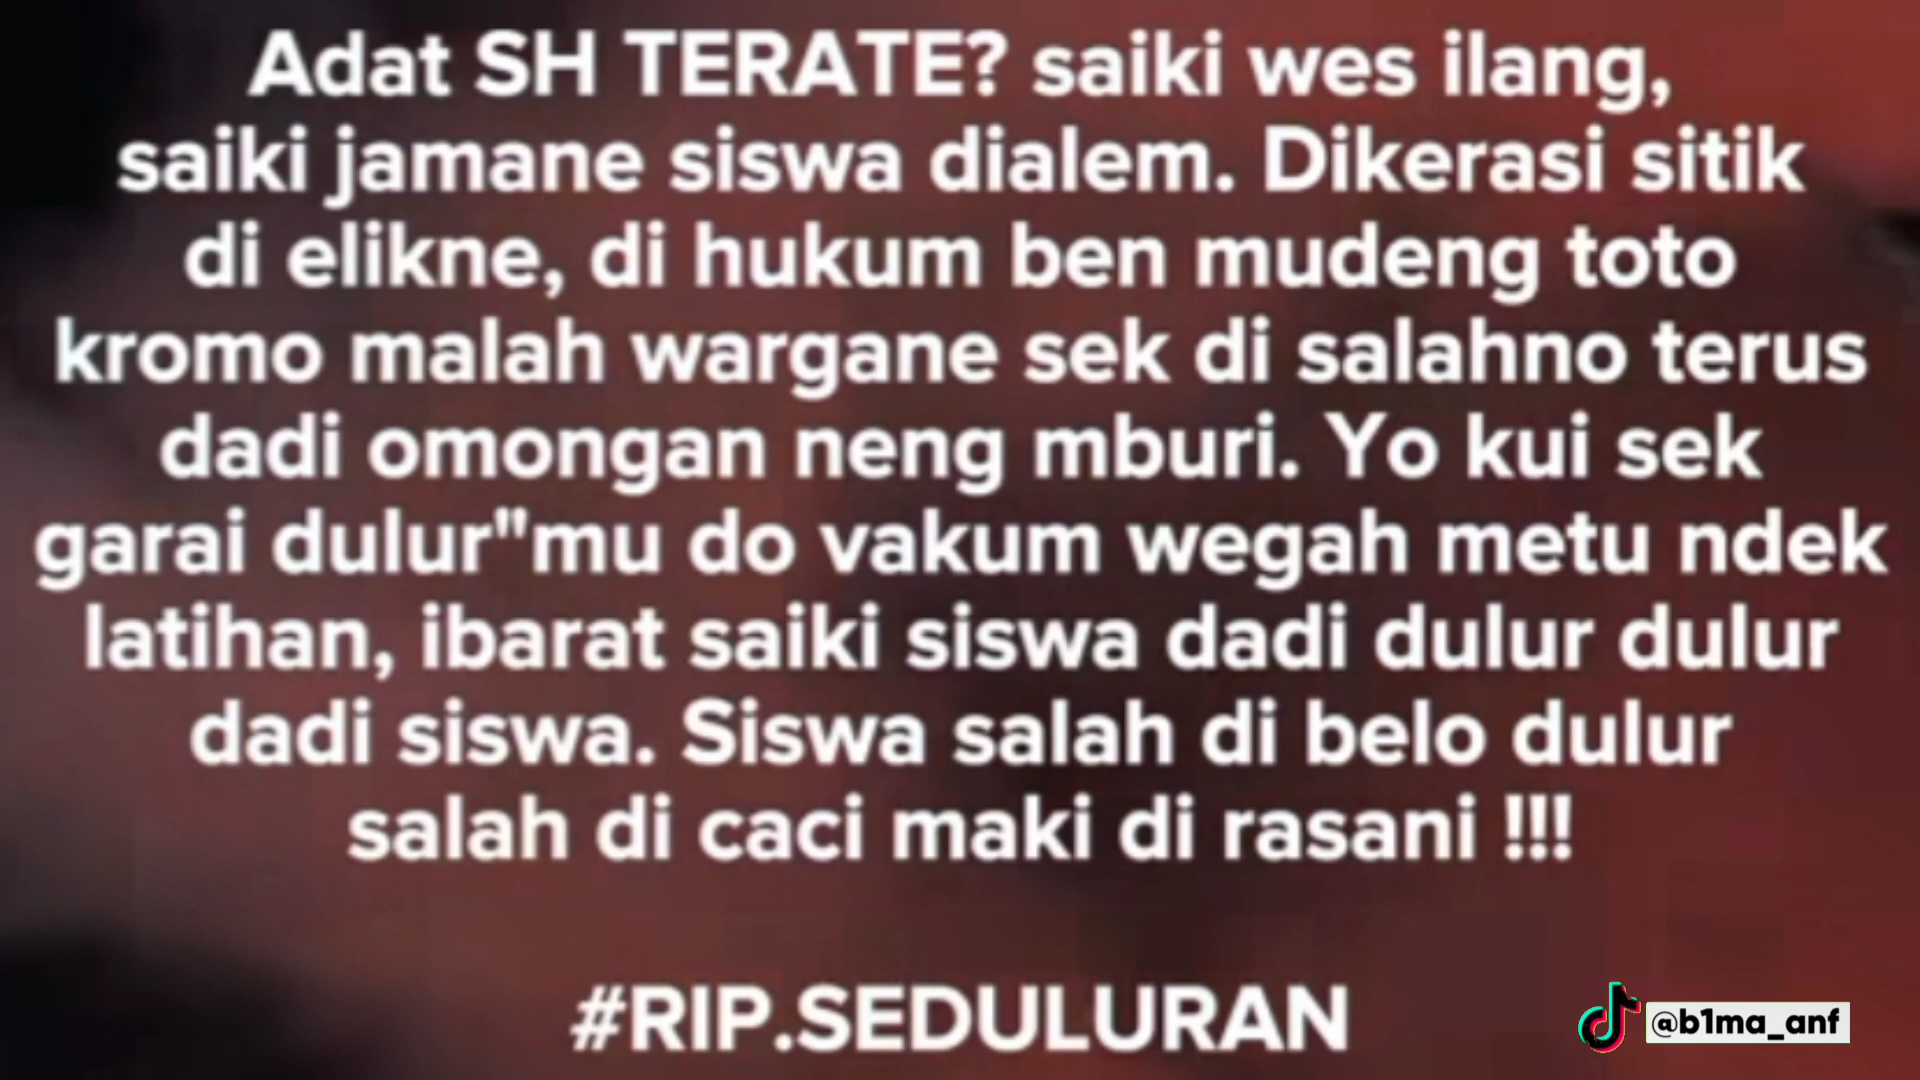 Adat SH TERATE? saiki wes ilang,
saiki jamane siswa dialem. Dikerasi sitik
di elikne, di hukum ben mudeng toto
kromo malah wargane sek di salahno terus
dadi omongan neng mburi. Yo kui sek
garai dulur"mu do vakum wegah metu ndek
latihan, ibarat saiki siswa dadi dulur dulur
dadi siswa. Siswa salah di belo dulur
salah di caci maki di rasani !!!
#RIP.SEDULURAN
@b1ma_anf